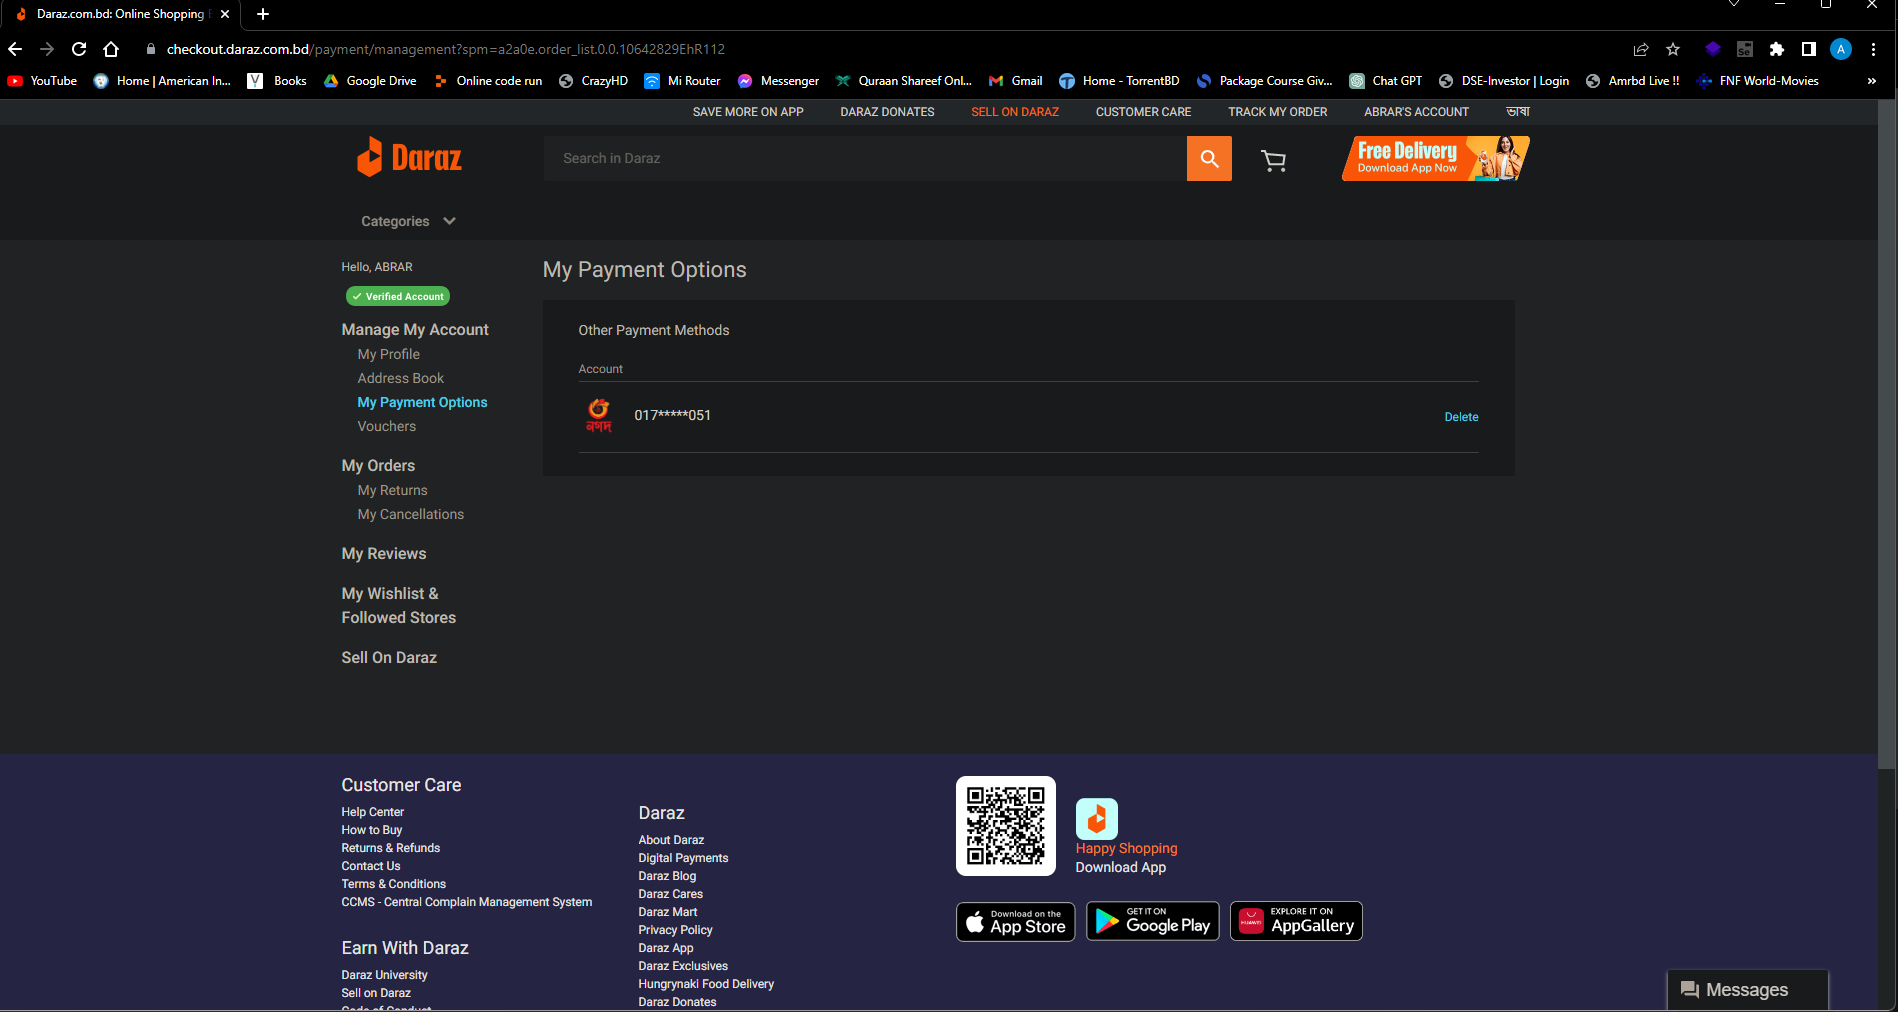 Daraz.com.bd: Online Shopping
checkout.daraz.com.bd/payment/management?spm=a2a0e.order_list.0.0.10642829EhR112
A
YouTube
Home | American In...
Books
Google Drive
Online code run
CrazyHD
Mi Router
Messenger
Quraan Shareef Onl...
Gmail
Home - TorrentBD
Package Course Giv...
Chat GPT
DSE-Investor | Login
Amrbd Live !!
FNF World-Movies
»
SAVE MORE ON APP
DARAZ DONATES
SELL ON DARAZ
CUSTOMER CARE
TRACK MY ORDER
ABRAR'S ACCOUNT
ভাষা
Daraz
Search in Daraz
Free Delivery
Download App Now
Categories
Hello, ABRAR
Verified Account
Manage My Account
My Profile
Address Book
My Payment Options
Vouchers
My Orders
My Returns
My Cancellations
My Reviews
My Wishlist &
Followed Stores
Sell On Daraz
My Payment Options
Other Payment Methods
Account
নগদ
017*****051
Delete
Customer Care
Help Center
How to Buy
Returns & Refunds
Contact Us
Terms & Conditions
CCMS - Central Complain Management System
Earn With Daraz
Daraz University
Sell on Daraz
Code of Conduct
Daraz
About Daraz
Digital Payments
Daraz Blog
Daraz Cares
Daraz Mart
Privacy Policy
Daraz App
Daraz Exclusives
Hungrynaki Food Delivery
Daraz Donates
Happy Shopping
Download App
Download on the
App Store
GET IT ON
Google Play
HUAWEI
EXPLORE IT ON
AppGallery
Messages